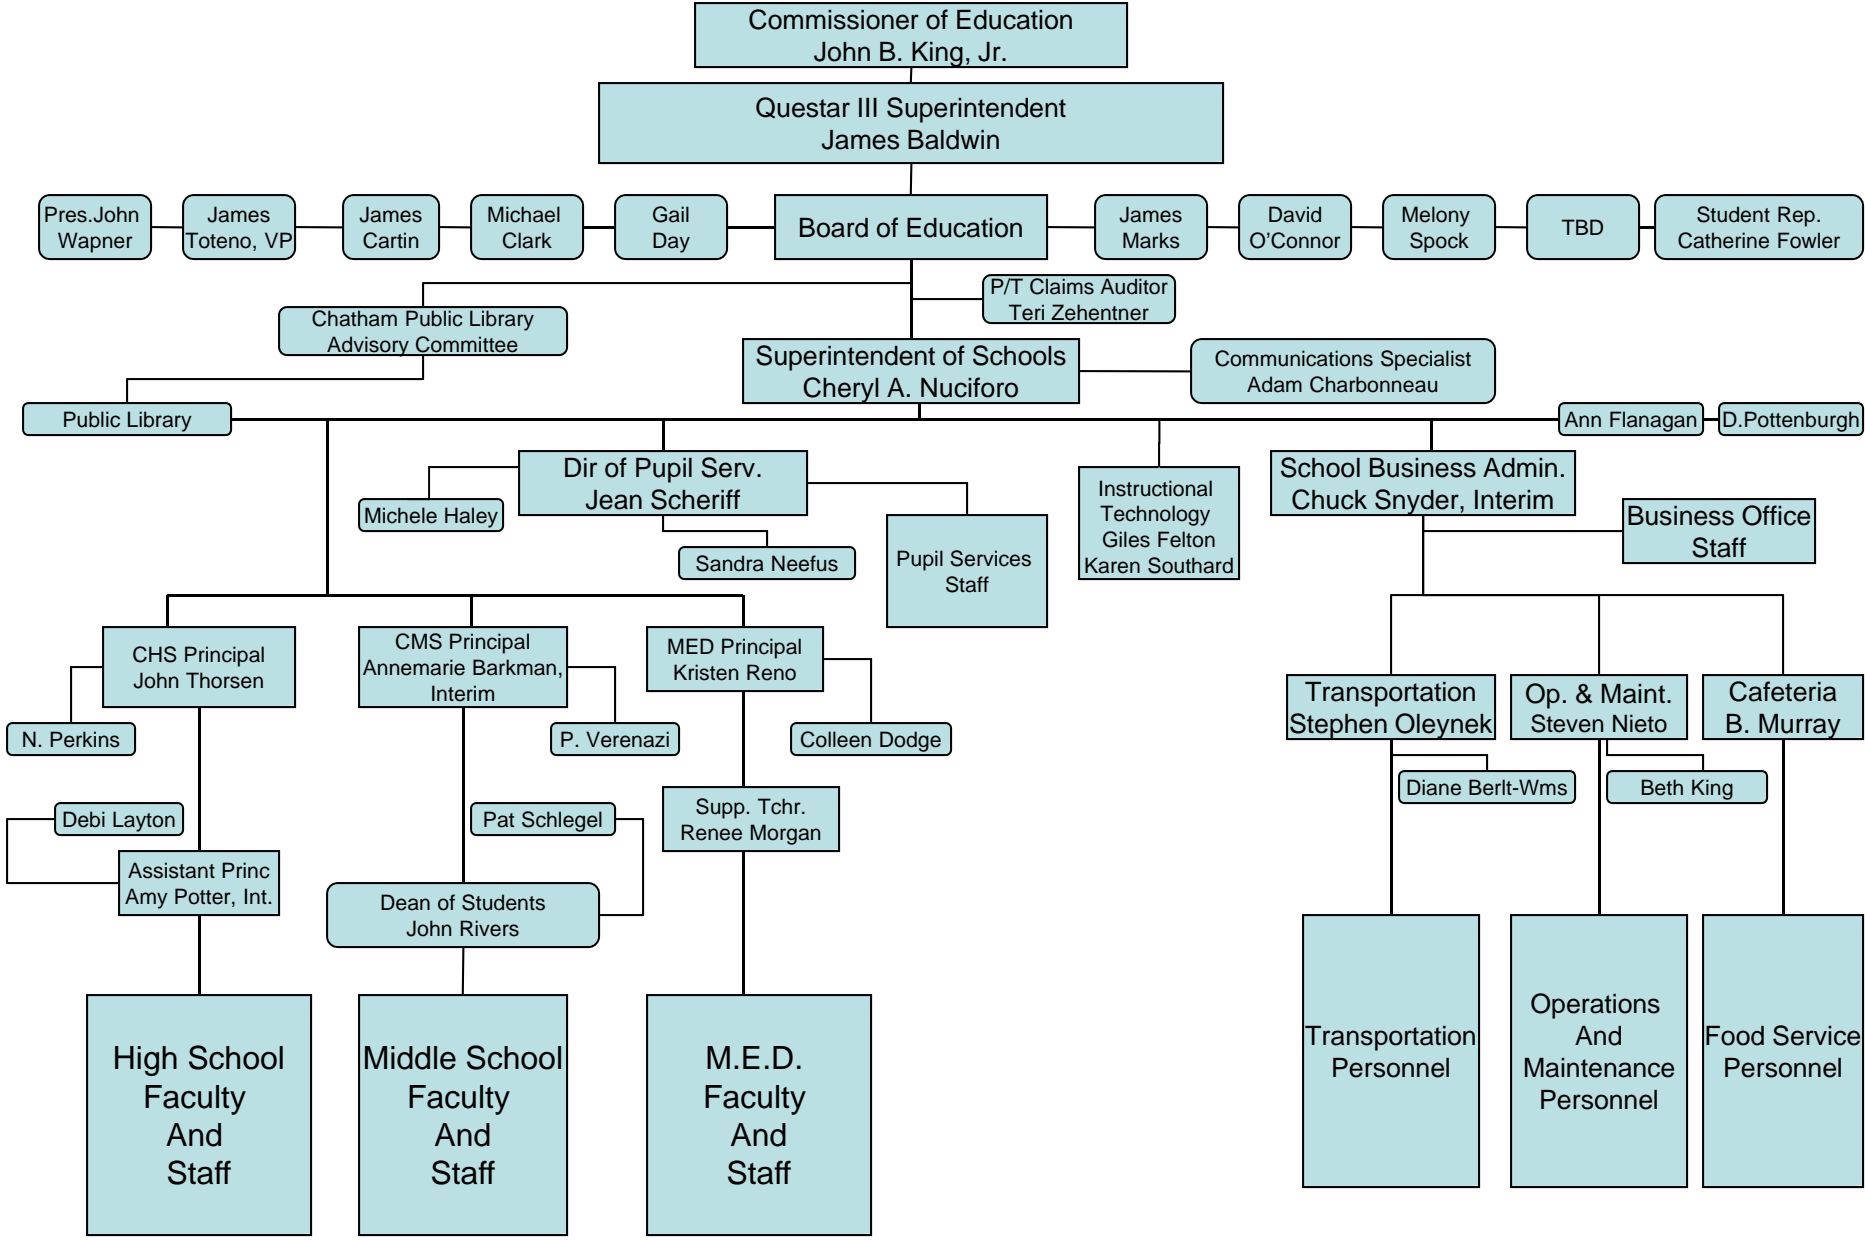 Commissioner of Education
John B. King, Jr.
Questar III Superintendent
James Baldwin
Pres.John
Wapner
James
Toteno, VP
James
Cartin
Michael
Clark
Gail
Day
Board of Education
James
Marks
David
O'Connor
Melony
Spock
TBD
Student Rep.
Catherine Fowler
P/T Claims Auditor
Teri Zehentner
Chatham Public Library
Advisory Committee
Superintendent of Schools
Cheryl A. Nuciforo
Communications Specialist
Adam Charbonneau
Public Library
Ann Flanagan
D.Pottenburgh
Dir of Pupil Serv.
Jean Scheriff
Michele Haley
Sandra Neefus
Pupil Services
Staff
Instructional
Technology
Giles Felton
Karen Southard
School Business Admin.
Chuck Snyder, Interim
Business Office
Staff
CHS Principal
John Thorsen
CMS Principal
Annemarie Barkman,
Interim
MED Principal
Kristen Reno
N. Perkins
P. Verenazi
Colleen Dodge
Transportation
Stephen Oleynek
Op. & Maint.
Steven Nieto
Cafeteria
B. Murray
Diane Berlt-Wms
Beth King
Debi Layton
Pat Schlegel
Supp. Tchr.
Renee Morgan
Assistant Princ
Amy Potter, Int.
Dean of Students
John Rivers
High School
Faculty
And
Staff
Middle School
Faculty
And
Staff
M.E.D.
Faculty
And
Staff
Transportation
Personnel
Operations
And
Maintenance
Personnel
Food Service
Personnel